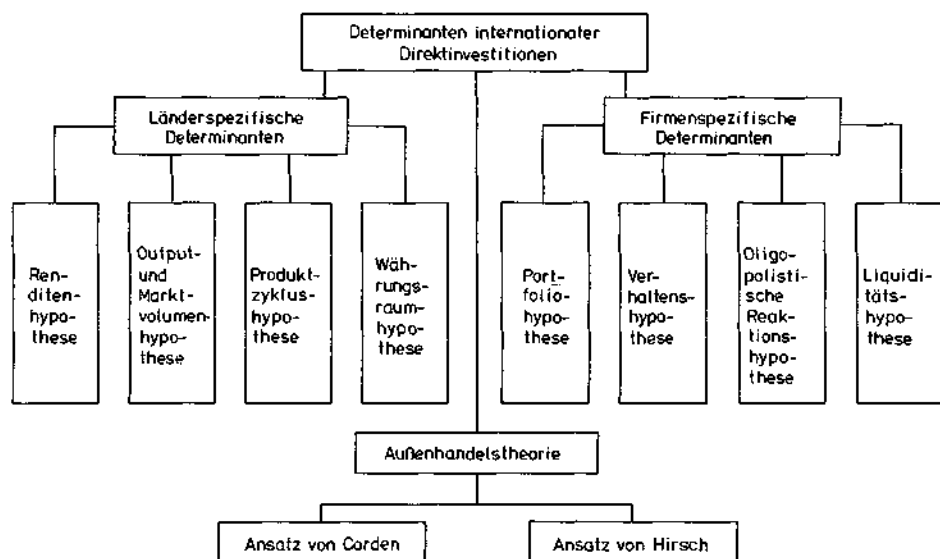 Determinanten internationaler
Direktinvestitionen
Länderspezifische
Determinanten
Firmenspezifische
Determinanten
Ren-
diten-
hypo-
these
Output-
und
Markt-
volumen-
hypo-
these
Produkt-
zyklus-
hypo-
these
Wäh-
rungs-
raum-
hypo-
these
Port-
folio-
hypo-
these
Ver-
haltens-
hypo-
these
Oligo-
polisti-
sche
Reak-
tions-
hypo-
these
Liquidi-
täts-
hypo-
these
Außenhandelstheorie
Ansatz von Corden
Ansatz von Hirsch